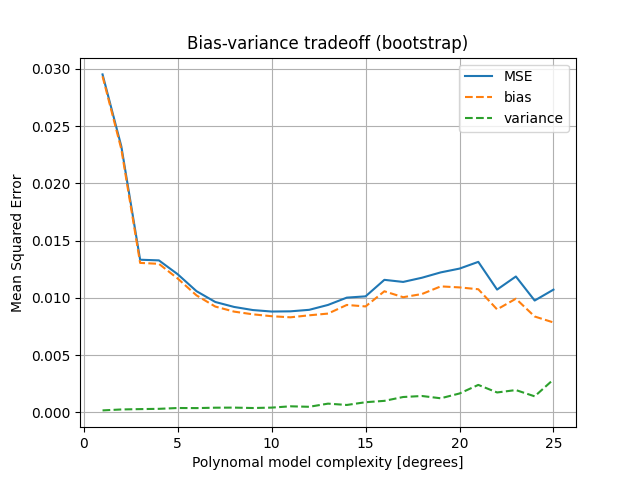 Bias-variance tradeoff (bootstrap)
0.030
0.025
0.020
0.015
0.010
0.005
0.000
Mean Squared Error
MSE
bias
variance
0 5 10 15 20 25
Polynomal model complexity [degrees]